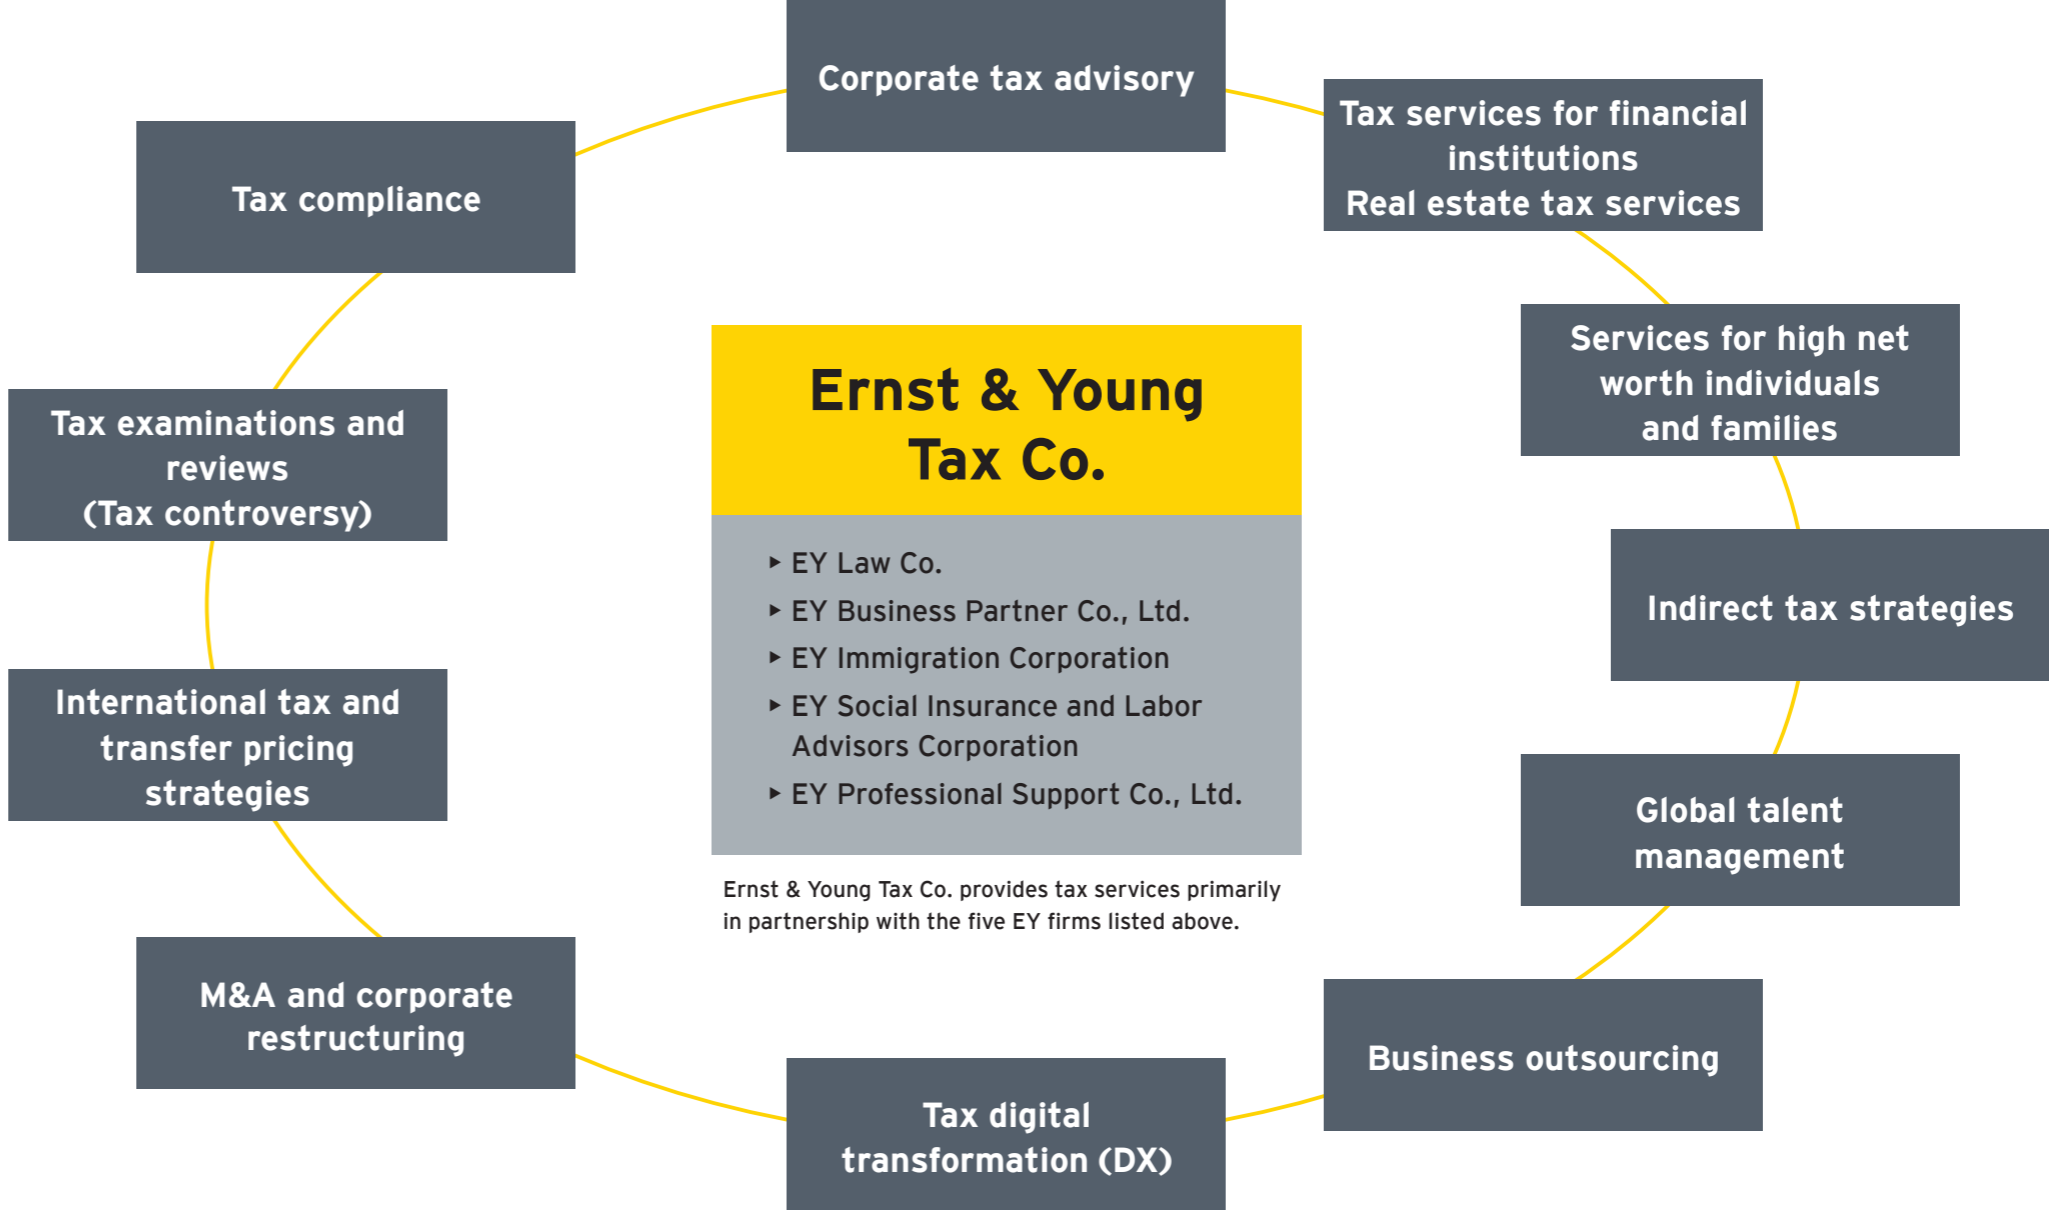 Corporate tax advisory
Tax services for financial
institutions
Real estate tax services
Services for high net
worth individuals
and families
Indirect tax strategies
Global talent
management
Business outsourcing
Tax digital
transformation (DX)
M&A and corporate
restructuring
International tax and
transfer pricing
strategies
Tax examinations and
reviews
(Tax controversy)
Tax compliance
Ernst & Young
Tax Co.
▸ EY Law Co.
▸ EY Business Partner Co., Ltd.
▸ EY Immigration Corporation
▸ EY Social Insurance and Labor
Advisors Corporation
▸ EY Professional Support Co., Ltd.
Ernst & Young Tax Co. provides tax services primarily
in partnership with the five EY firms listed above.